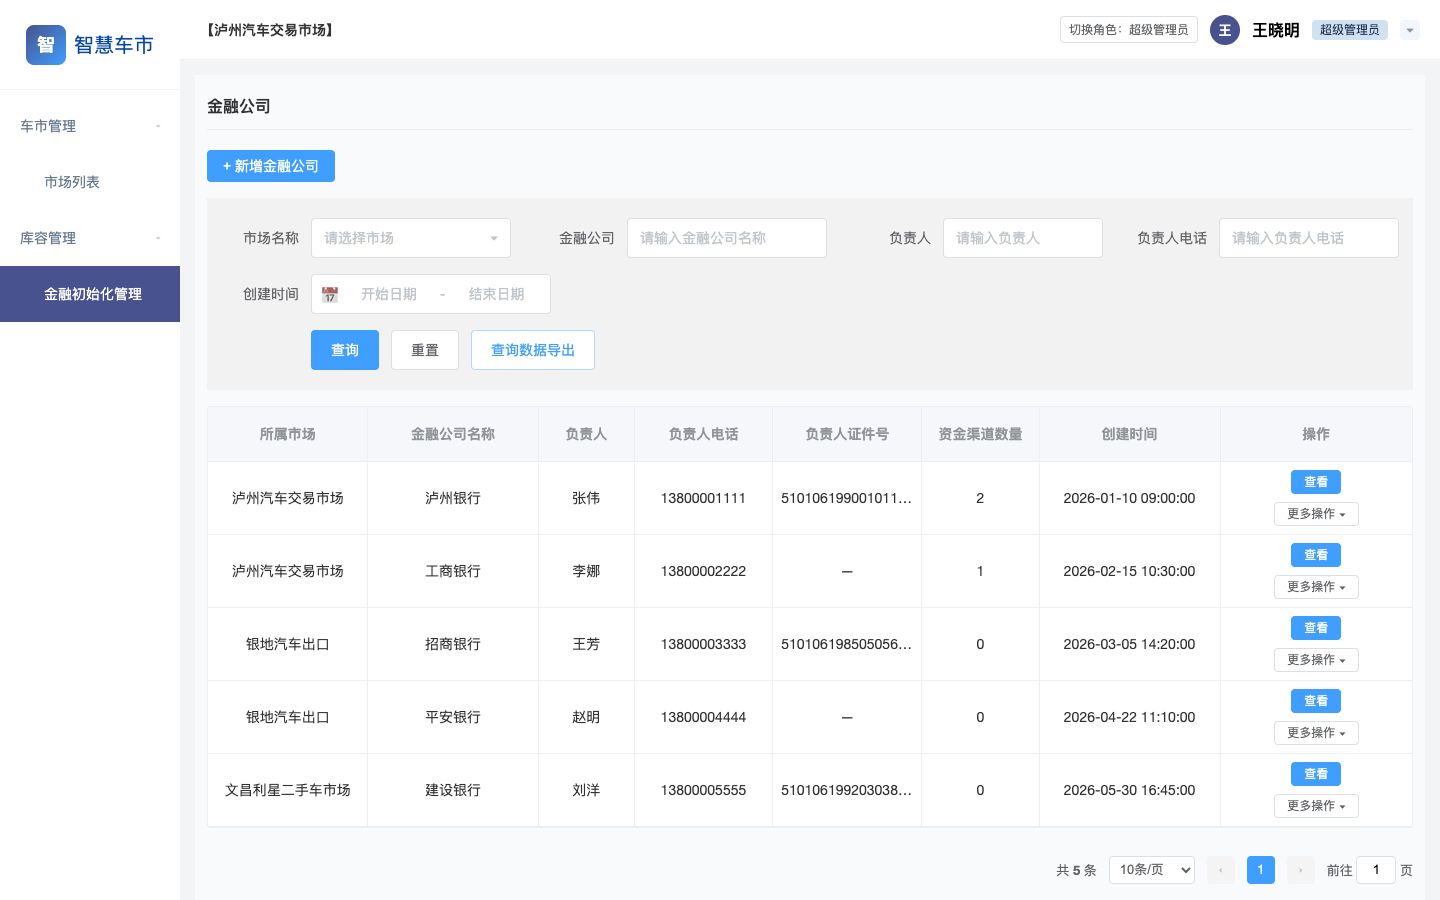 智 智慧车市
【泸州汽车交易市场】
切换角色：超级管理员 王 王晓明 超级管理员
车市管理 -
市场列表
库容管理 -
金融初始化管理
金融公司
+ 新增金融公司
市场名称 请选择市场 金融公司 请输入金融公司名称 负责人 请输入负责人 负责人电话 请输入负责人电话
创建时间 17 开始日期 - 结束日期
查询 重置 查询数据导出
所属市场 金融公司名称 负责人 负责人电话 负责人证件号 资金渠道数量 创建时间 操作
泸州汽车交易市场 泸州银行 张伟 13800001111 510106199001011... 2 2026-01-10 09:00:00 查看
更多操作
泸州汽车交易市场 工商银行 李娜 13800002222 — 1 2026-02-15 10:30:00 查看
更多操作
银地汽车出口 招商银行 王芳 13800003333 510106198505056... 0 2026-03-05 14:20:00 查看
更多操作
银地汽车出口 平安银行 赵明 13800004444 — 0 2026-04-22 11:10:00 查看
更多操作
文昌利星二手车市场 建设银行 刘洋 13800005555 510106199203038... 0 2026-05-30 16:45:00 查看
更多操作
共 5 条 10条/页 ‹ 1 › 前往 1 页